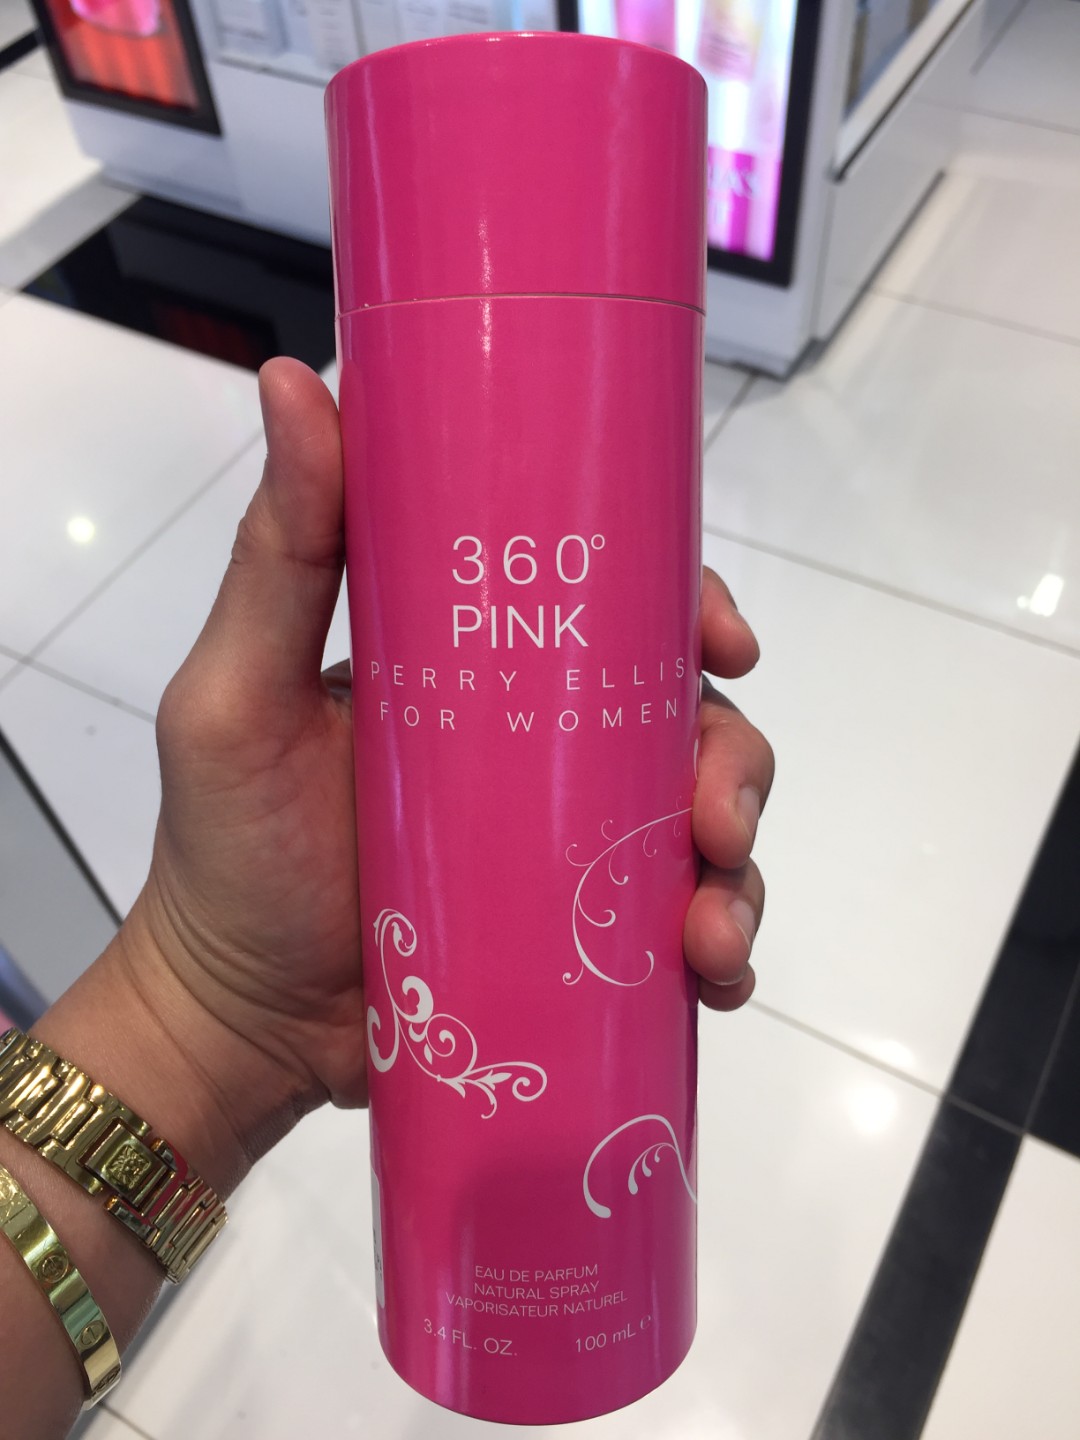 360°
PINK
PERRY ELLIS
FOR WOMEN
EAU DE PARFUM
NATURAL SPRAY
VAPORISATEUR NATUREL
3.4 FL. OZ. 100 mL ℮